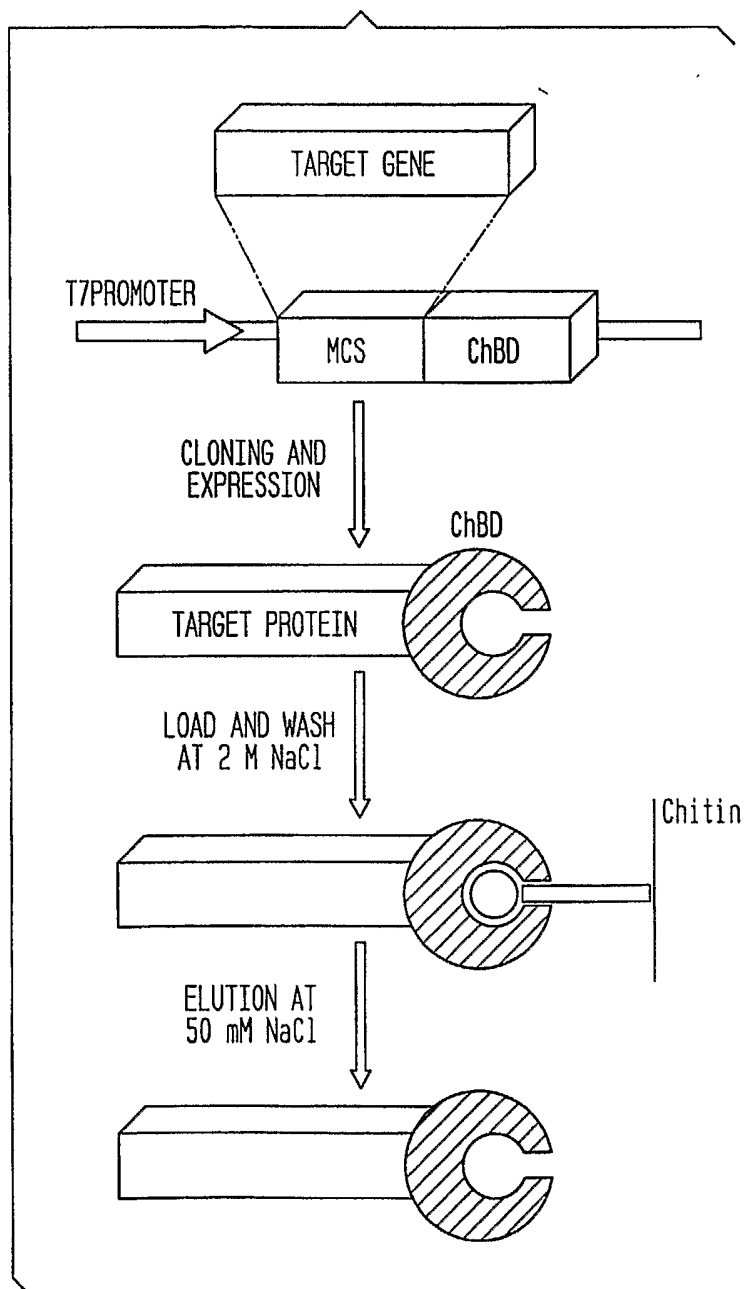 TARGET GENE
T7PROMOTER
MCS
ChBD
CLONING AND
EXPRESSION
ChBD
TARGET PROTEIN
LOAD AND WASH
AT 2 M NaCl
Chitin
ELUTION AT
50 mM NaCl